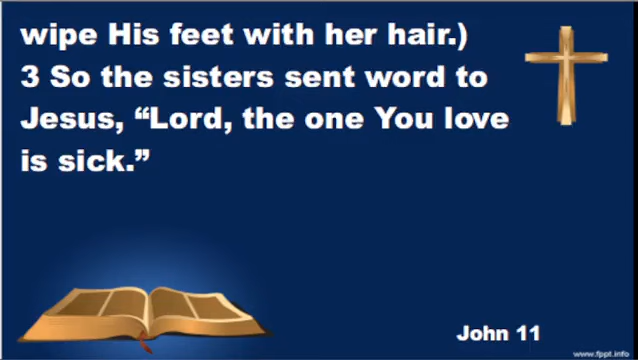 wipe His feet with her hair.)
3 So the sisters sent word to
Jesus, “Lord, the one You love
is sick.”
John 11
www.fppt.info